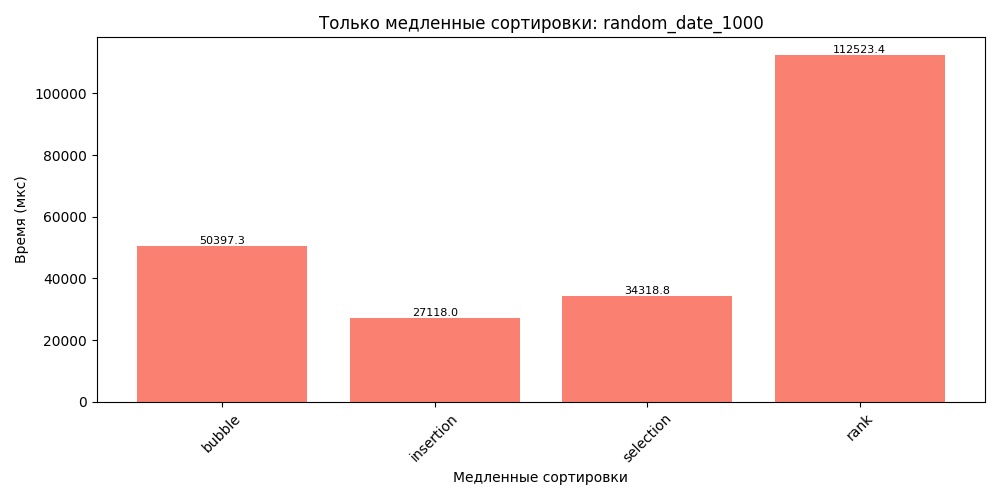 Только медленные сортировки: random_date_1000
112523.4
100000
80000
Время (мкс)
60000
50397.3
40000
34318.8
27118.0
20000
0
bubble
insertion
selection
rank
Медленные сортировки